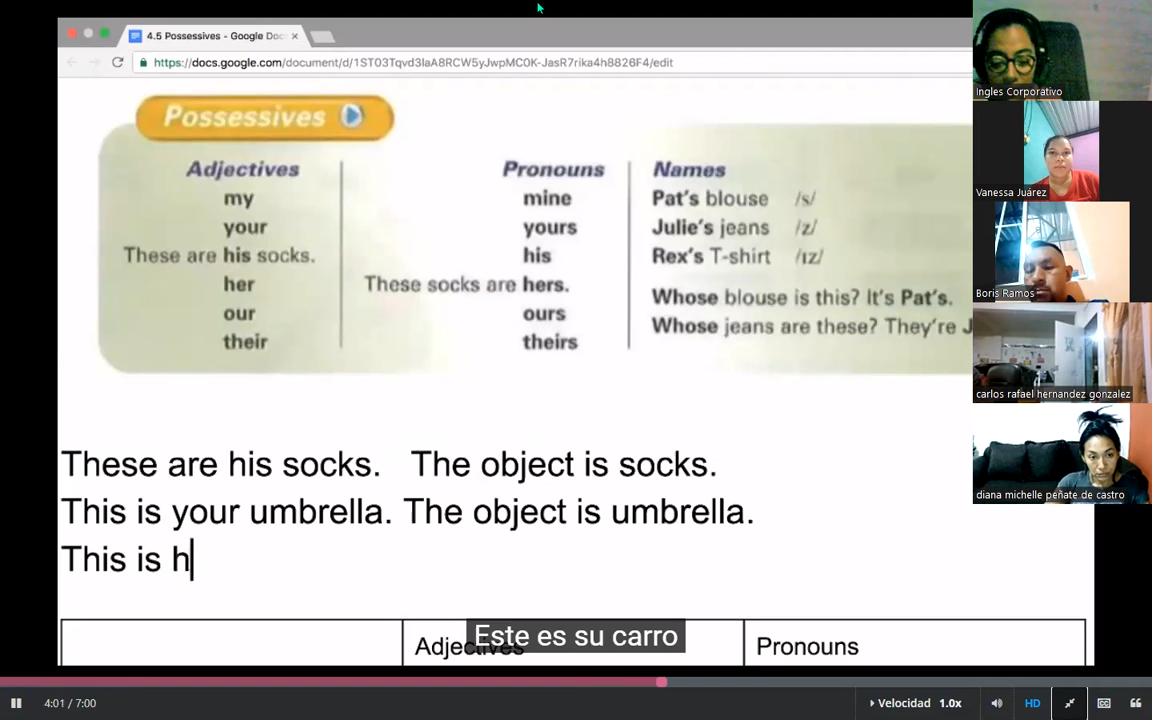 4.5 Possessives - Google Doc
https://docs.google.com/document/d/1ST03Tqvd3laA8RCW5yJwpMC0K-JasR7rika4h8826F4/edit
Possessives
Adjectives
my
your
These are his socks.
her
our
their
Pronouns
mine
yours
his
These socks are hers.
ours
theirs
Names
Pat's blouse /s/
Julie's jeans /z/
Rex's T-shirt /ɪz/
Whose blouse is this? It's Pat's.
Whose jeans are these? They're J
These are his socks. The object is socks.
This is your umbrella. The object is umbrella.
This is h
Adjectives
Pronouns
Este es su carro
Ingles Corporativo
Vanessa Juárez
Boris Ramos
carlos rafael hernandez gonzalez
diana michelle peñate de castro
4:01 / 7:00
Velocidad 1.0x
HD